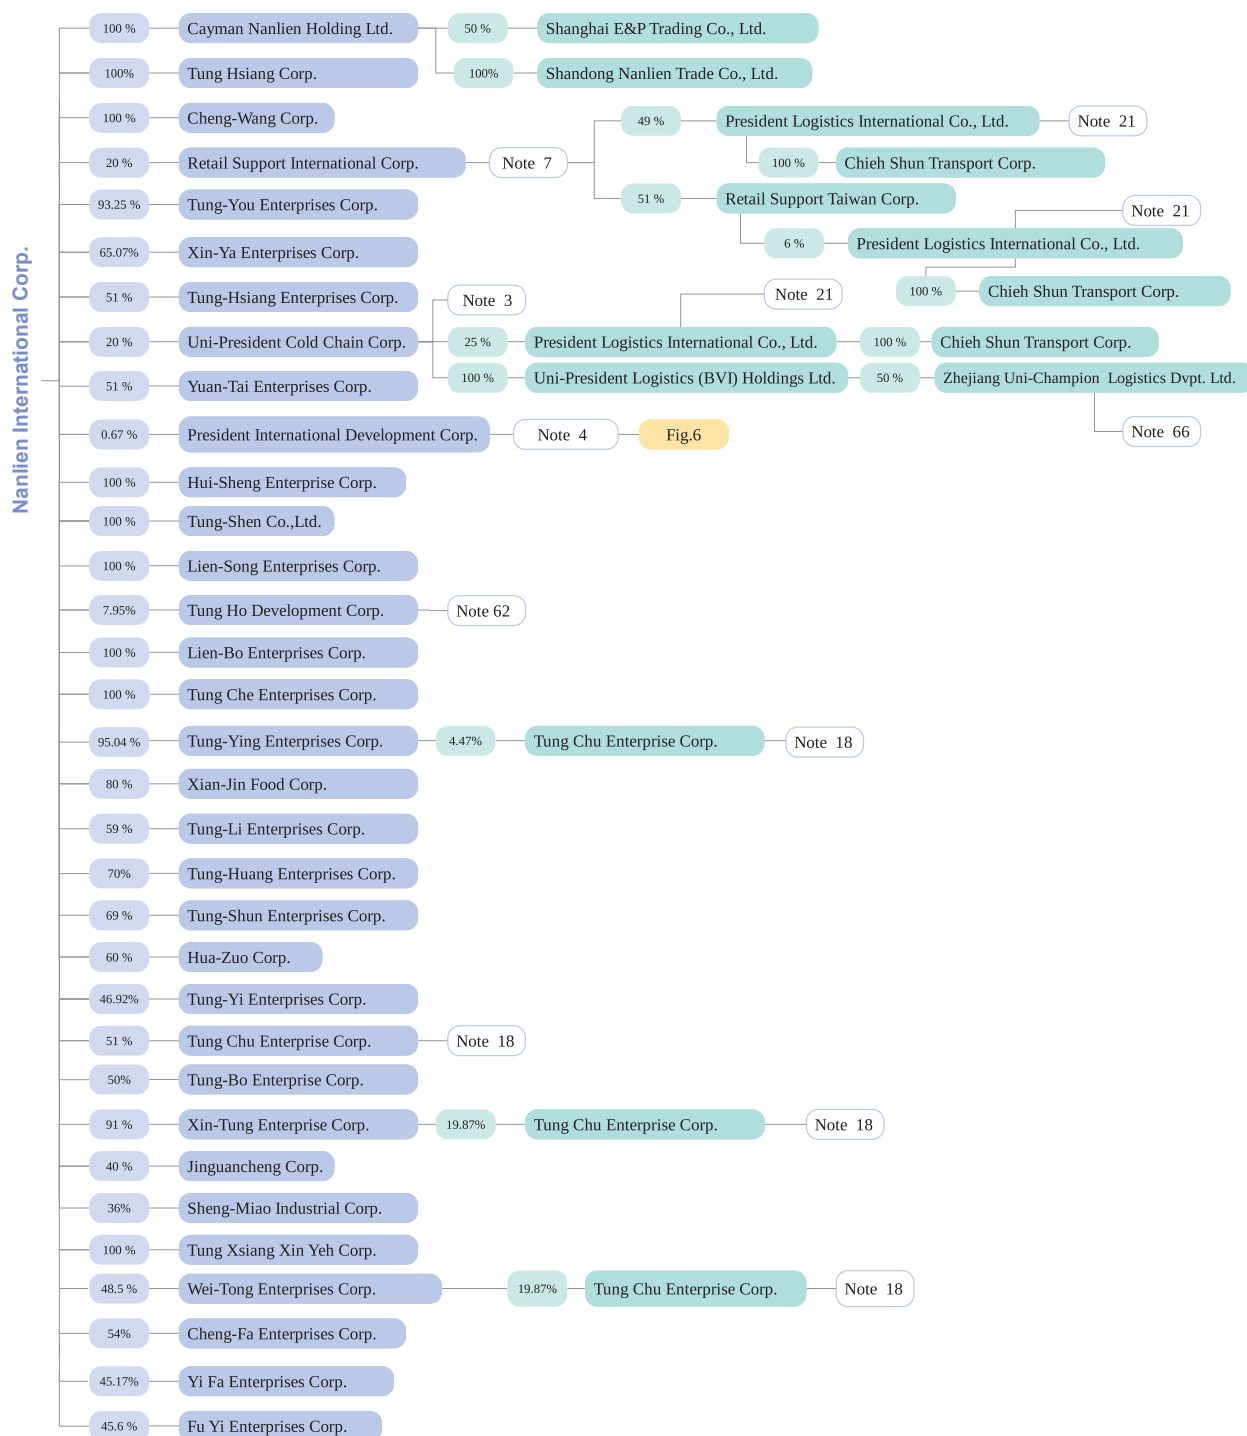 Nanlien International Corp.
100 % Cayman Nanlien Holding Ltd. 50 % Shanghai E&P Trading Co., Ltd.
100% Tung Hsiang Corp. 100% Shandong Nanlien Trade Co., Ltd.
100 % Cheng-Wang Corp. 49 % President Logistics International Co., Ltd. Note 21
20 % Retail Support International Corp. Note 7 100 % Chieh Shun Transport Corp.
93.25 % Tung-You Enterprises Corp. 51 % Retail Support Taiwan Corp. Note 21
65.07% Xin-Ya Enterprises Corp. 6 % President Logistics International Co., Ltd.
51 % Tung-Hsiang Enterprises Corp. Note 3 Note 21 100 % Chieh Shun Transport Corp.
20 % Uni-President Cold Chain Corp. 25 % President Logistics International Co., Ltd. 100 % Chieh Shun Transport Corp.
51 % Yuan-Tai Enterprises Corp. 100 % Uni-President Logistics (BVI) Holdings Ltd. 50 % Zhejiang Uni-Champion Logistics Dvpt. Ltd.
0.67 % President International Development Corp. Note 4 Fig.6 Note 66
100 % Hui-Sheng Enterprise Corp.
100 % Tung-Shen Co.,Ltd.
100 % Lien-Song Enterprises Corp.
7.95% Tung Ho Development Corp. Note 62
100 % Lien-Bo Enterprises Corp.
100 % Tung Che Enterprises Corp.
95.04 % Tung-Ying Enterprises Corp. 4.47% Tung Chu Enterprise Corp. Note 18
80 % Xian-Jin Food Corp.
59 % Tung-Li Enterprises Corp.
70% Tung-Huang Enterprises Corp.
69 % Tung-Shun Enterprises Corp.
60 % Hua-Zuo Corp.
46.92% Tung-Yi Enterprises Corp.
51 % Tung Chu Enterprise Corp. Note 18
50% Tung-Bo Enterprise Corp.
91 % Xin-Tung Enterprise Corp. 19.87% Tung Chu Enterprise Corp. Note 18
40 % Jinguancheng Corp.
36% Sheng-Miao Industrial Corp.
100 % Tung Xsiang Xin Yeh Corp.
48.5 % Wei-Tong Enterprises Corp. 19.87% Tung Chu Enterprise Corp. Note 18
54% Cheng-Fa Enterprises Corp.
45.17% Yi Fa Enterprises Corp.
45.6 % Fu Yi Enterprises Corp.